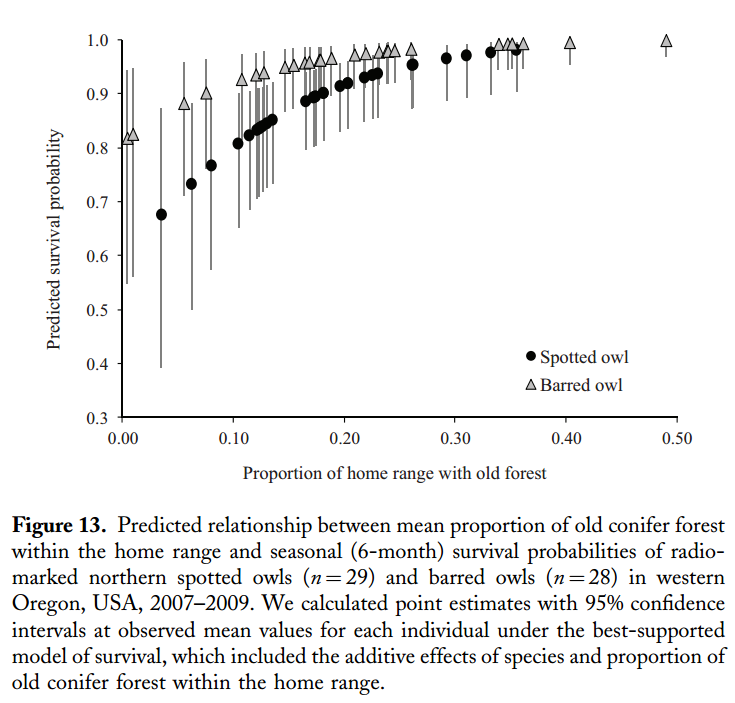 1.0
0.9
0.8
0.7
0.6
0.5
0.4
0.3
Predicted survival probability
Spotted owl
Barred owl
0.00 0.10 0.20 0.30 0.40 0.50
Proportion of home range with old forest
Figure 13. Predicted relationship between mean proportion of old conifer forest
within the home range and seasonal (6-month) survival probabilities of radio-
marked northern spotted owls (n = 29) and barred owls (n = 28) in western
Oregon, USA, 2007–2009. We calculated point estimates with 95% confidence
intervals at observed mean values for each individual under the best-supported
model of survival, which included the additive effects of species and proportion of
old conifer forest within the home range.